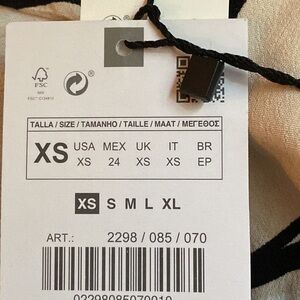 FSC
TALLA / SIZE / TAMANHO / TAILLE / MAAT / ΜΕΓΕΘΟΣ
XS USA MEX UK IT BR
XS 24 XS XS EP
XS S M L XL
ART.: 2298 / 085 / 070